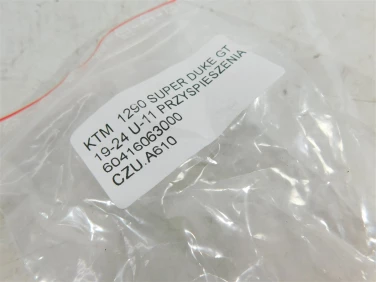 KTM 1290 SUPER DUKE GT
19-24 U-11 PRZYSPIESZENIA
60416063000
CZU.A610